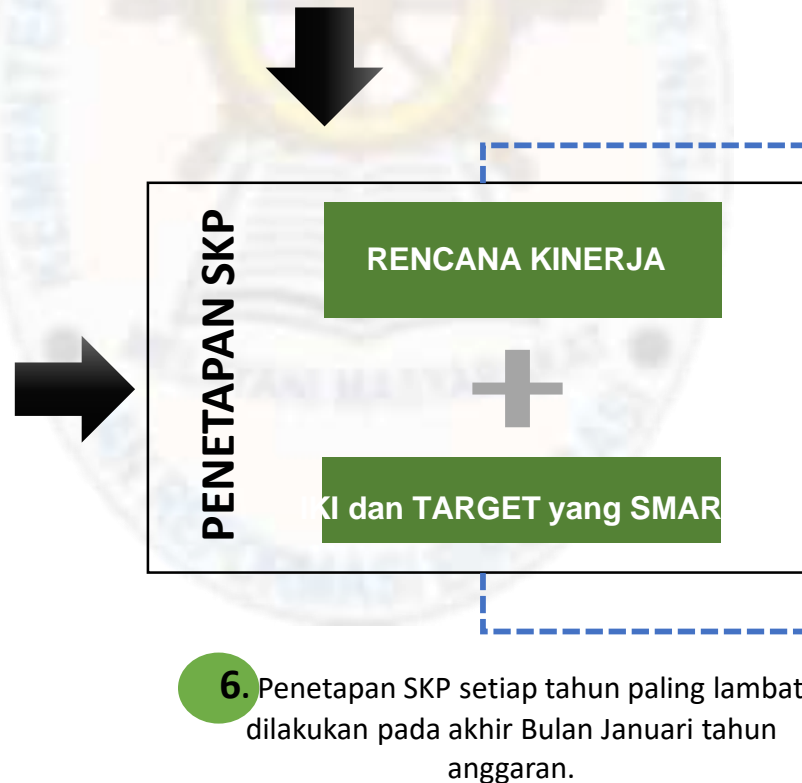 PENETAPAN SKP
RENCANA KINERJA
KI dan TARGET yang SMAR
6. Penetapan SKP setiap tahun paling lambat
dilakukan pada akhir Bulan Januari tahun
anggaran.